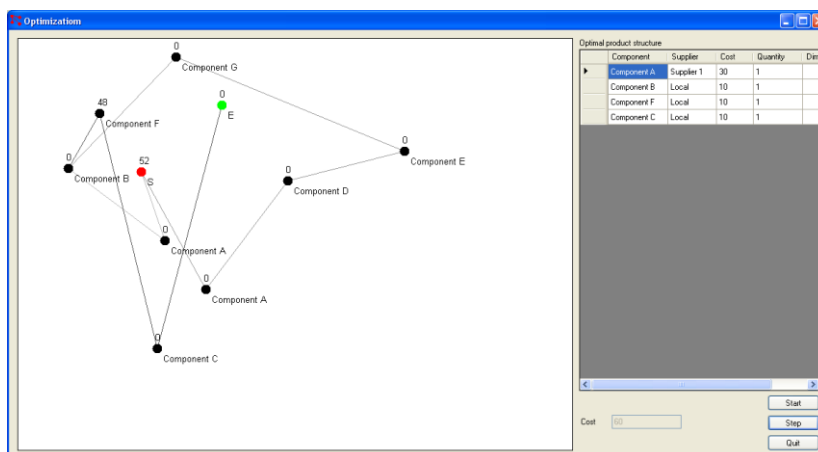 Optimizatiom
0
Component G
48
Component F
0
E
0
Component E
0
Component B
52
S
0
Component D
0
Component A
0
Component A
0
Component C
Optimal product structure
Component Supplier Cost Quantity Dim
Component A Supplier 1 30 1
Component B Local 10 1
Component F Local 10 1
Component C Local 10 1
Start
Cost 60 Step
Quit